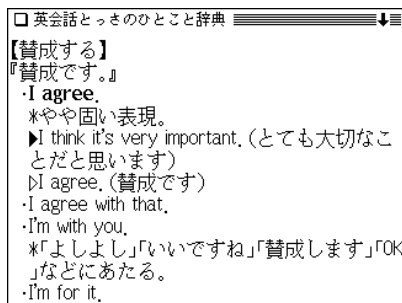 英会話とっさのひとこと辞典
【賛成する】
『賛成です。』
·I agree.
*やや固い表現。
▶I think it's very important. (とても大切なこ
とだと思います)
▷I agree. (賛成です)
·I agree with that.
·I'm with you.
*「よしよし」「いいですね」「賛成します」「OK
」などにあたる。
·I'm for it.